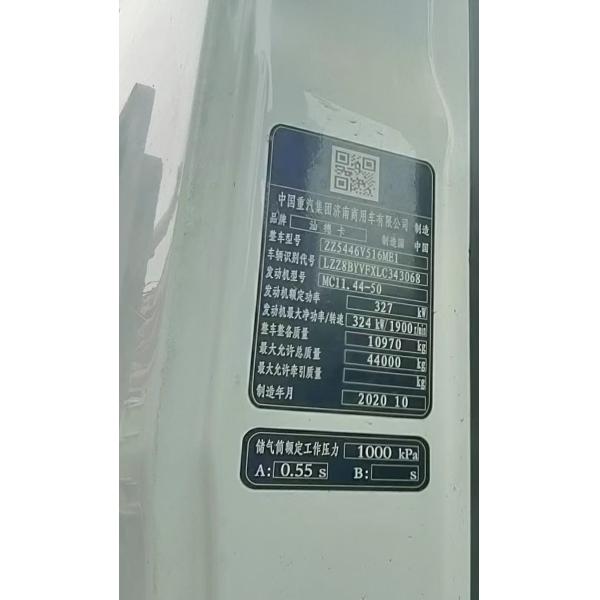 中国重汽集团济南商用车有限公司 制造
品牌 汕德卡 制造国 中国
整车型号 ZZ5446V516ME1
车辆识别代号 LZZ8BYVFXLC343068
发动机型号 MC11.44-50
发动机额定功率 327 kW
发动机最大净功率/转速 324 kW/1900r/min
整车整备质量 10970 kg
最大允许总质量 44000 kg
最大允许牵引质量 kg
制造年月 2020 10
储气筒额定工作压力 1000 kPa
A: 0.55 s B: s